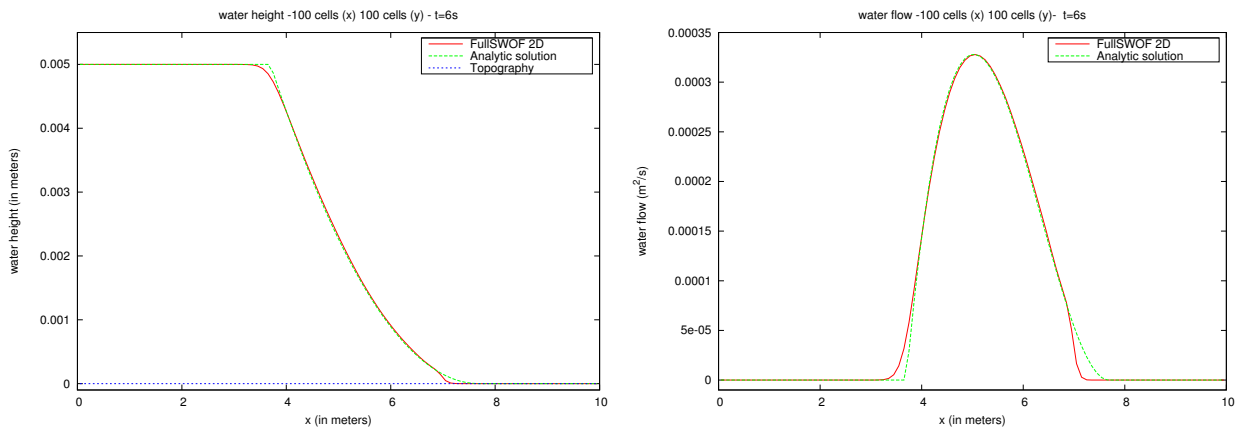 water height -100 cells (x) 100 cells (y) - t=6s
FullSWOF 2D
Analytic solution
Topography
water height (in meters)
0.005
0.004
0.003
0.002
0.001
0
0
2
4
6
8
10
x (in meters)
water flow -100 cells (x) 100 cells (y)-  t=6s
FullSWOF 2D
Analytic solution
water flow (m²/s)
0.00035
0.0003
0.00025
0.0002
0.00015
0.0001
5e-05
0
0
2
4
6
8
10
x (in meters)